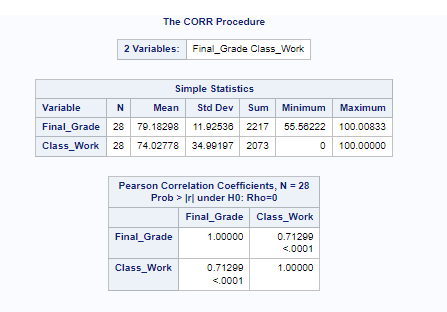 The CORR Procedure
2 Variables: Final_Grade Class_Work
Simple Statistics
Variable N Mean Std Dev Sum Minimum Maximum
Final_Grade 28 79.18298 11.92536 2217 55.56222 100.00833
Class_Work 28 74.02778 34.99197 2073 0 100.00000
Pearson Correlation Coefficients, N = 28
Prob > |r| under H0: Rho=0
Final_Grade Class_Work
Final_Grade 1.00000 0.71299
<.0001
Class_Work 0.71299 1.00000
<.0001